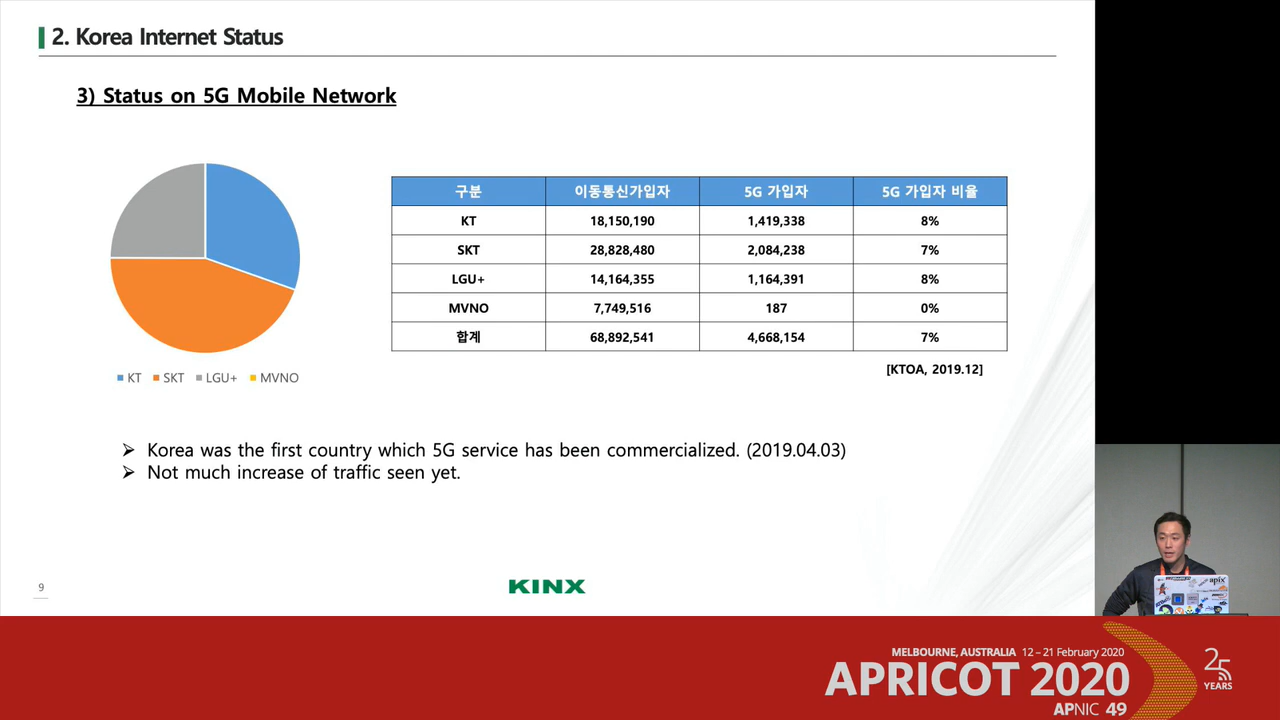 2. Korea Internet Status
3) Status on 5G Mobile Network
KT SKT LGU+ MVNO
구분 이동통신가입자 5G 가입자 5G 가입자 비율
KT 18,150,190 1,419,338 8%
SKT 28,828,480 2,084,238 7%
LGU+ 14,164,355 1,164,391 8%
MVNO 7,749,516 187 0%
합계 68,892,541 4,668,154 7%
[KTOA, 2019.12]
➢ Korea was the first country which 5G service has been commercialized. (2019.04.03)
➢ Not much increase of traffic seen yet.
9
KINX
apix
MELBOURNE, AUSTRALIA 12 – 21 February 2020
APRICOT 2020
APNIC 49
25
YEARS